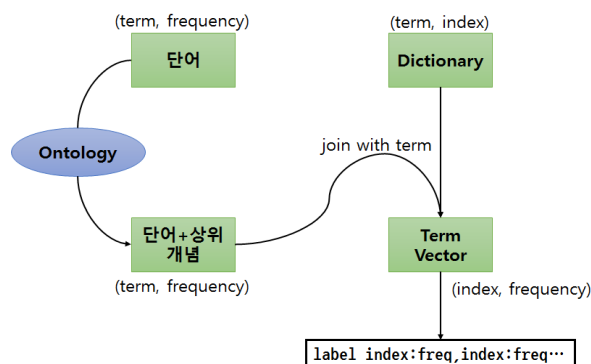 (term, frequency)
단어
(term, index)
Dictionary
Ontology
join with term
단어+상위
개념
(term, frequency)
Term
Vector
(index, frequency)
label index:freq,index:freq…